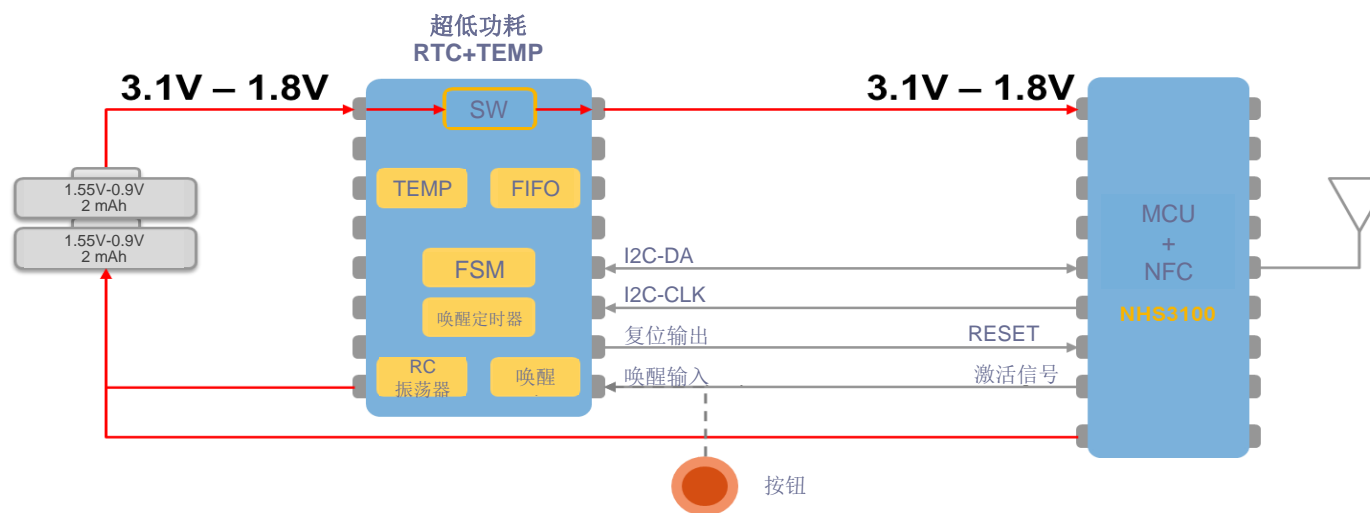 超低功耗
RTC+TEMP
3.1V – 1.8V
3.1V – 1.8V
SW
1.55V-0.9V
2 mAh
1.55V-0.9V
2 mAh
TEMP
FIFO
MCU
+
NFC
NHS3100
FSM
唤醒定时器
RC
振荡器
唤醒
I2C-DA
I2C-CLK
复位输出
RESET
唤醒输入
激活信号
按钮